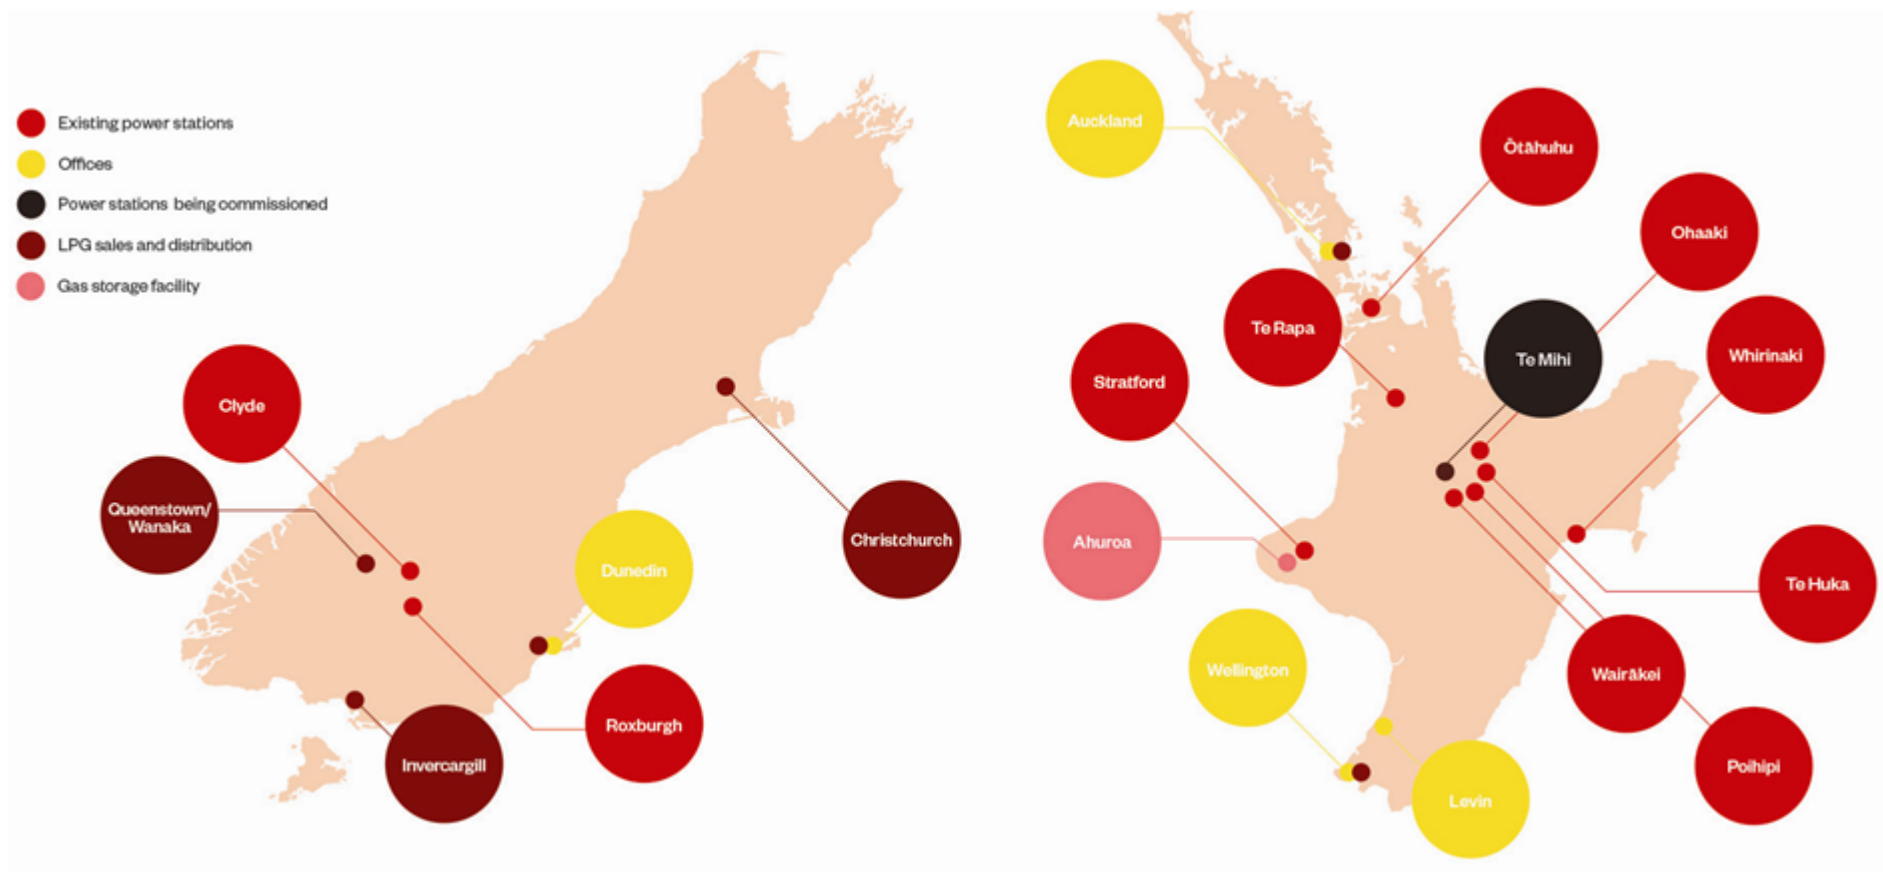 Existing power stations
Offices
Power stations being commissioned
LPG sales and distribution
Gas storage facility
Clyde
Queenstown/
Wanaka
Christchurch
Dunedin
Roxburgh
Invercargill
Auckland
Ōtāhuhu
Ohaaki
Te Rapa
Te Mihi
Whirinaki
Stratford
Ahuroa
Te Huka
Wellington
Wairākei
Poihipi
Levin